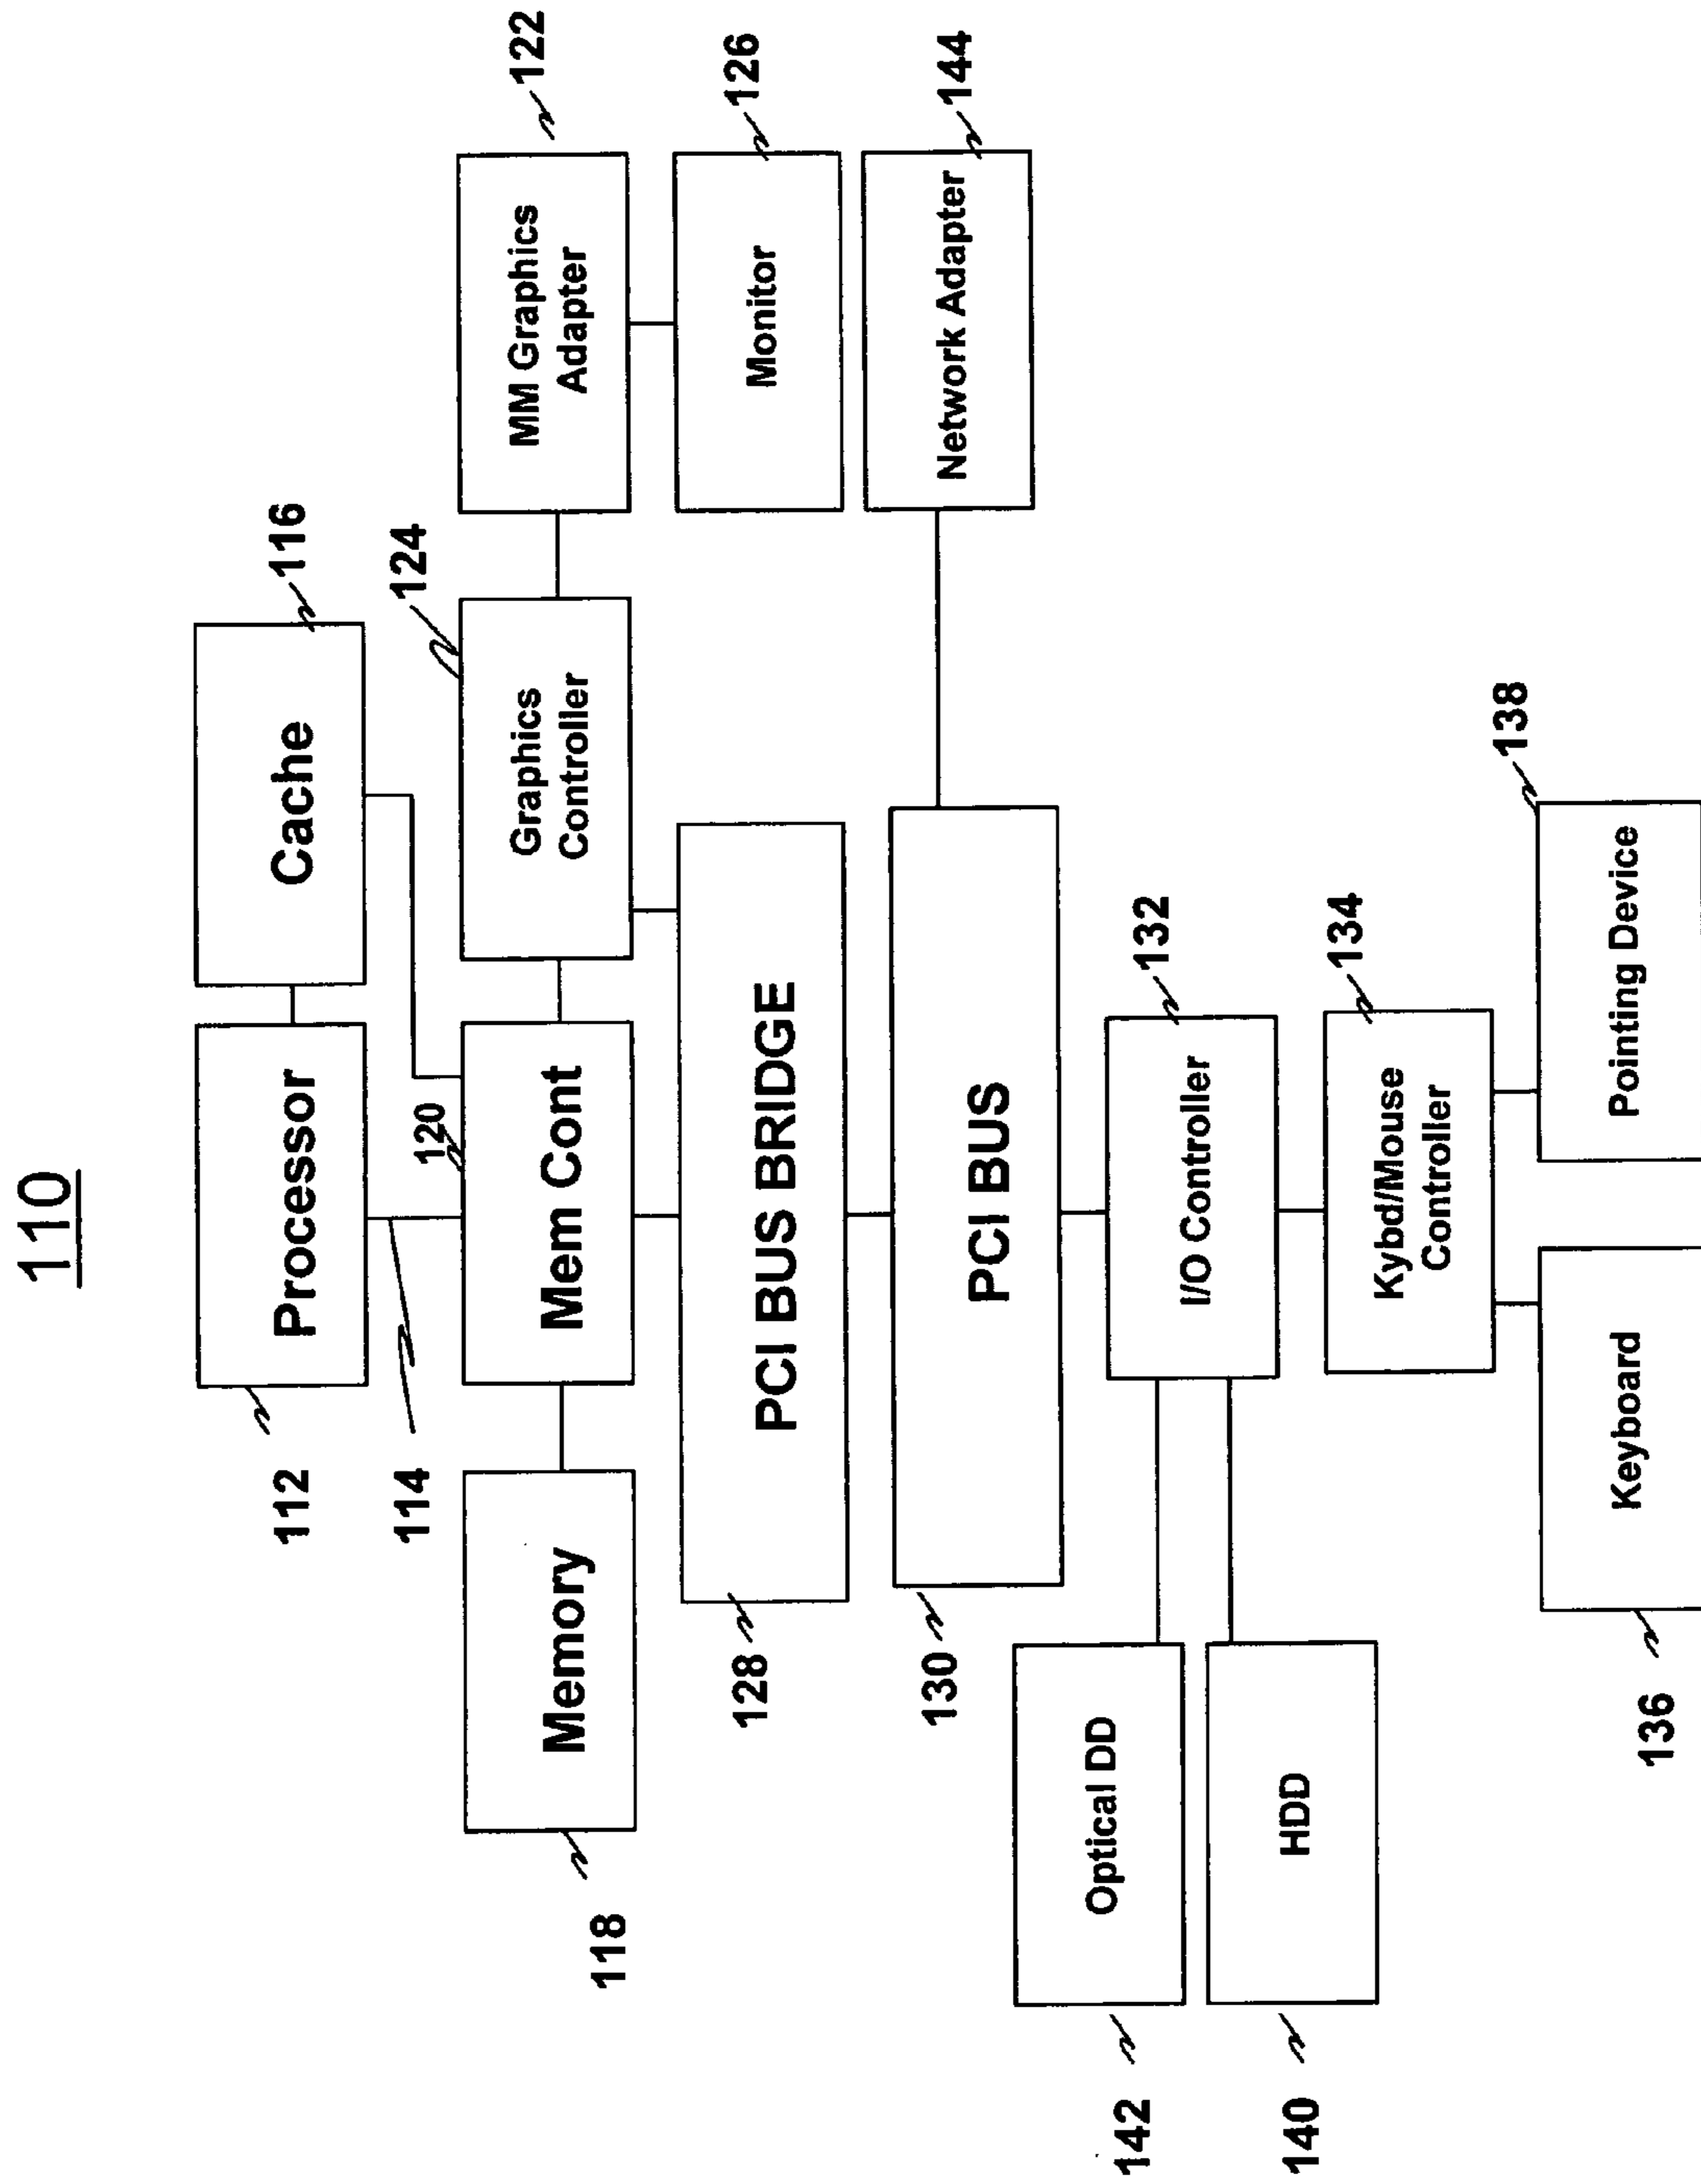 110
Processor
Cache
112
116
114
120
124
Memory
Mem Cont
Graphics
Controller
MM Graphics
Adapter
118
122
PCI BUS BRIDGE
Monitor
128
126
PCI BUS
Network Adapter
130
144
Optical DD
I/O Controller
142
132
HDD
Kybd/Mouse
Controller
140
134
Keyboard
Pointing Device
136
138